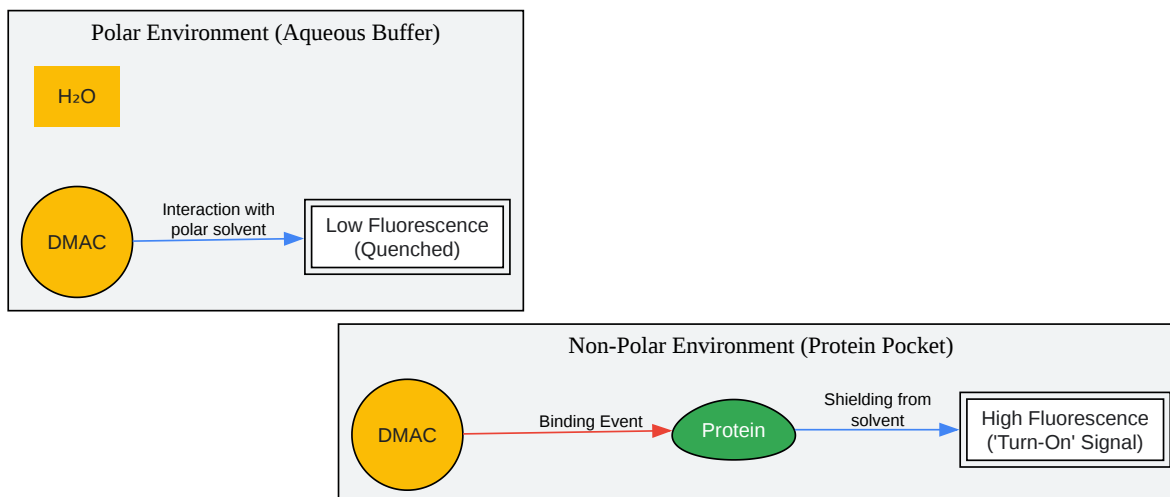 Polar Environment (Aqueous Buffer)
H₂O
DMAC
Interaction with
polar solvent
Low Fluorescence
(Quenched)
Non-Polar Environment (Protein Pocket)
DMAC
Binding Event
Protein
Shielding from
solvent
High Fluorescence
('Turn-On' Signal)